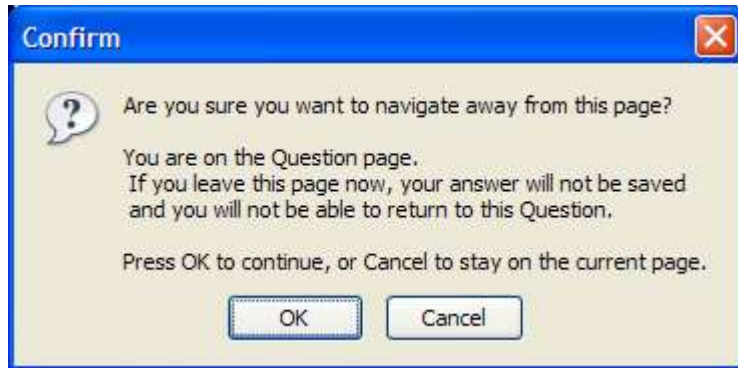 Confirm
Are you sure you want to navigate away from this page?
You are on the Question page.
If you leave this page now, your answer will not be saved
and you will not be able to return to this Question.
Press OK to continue, or Cancel to stay on the current page.
OK Cancel